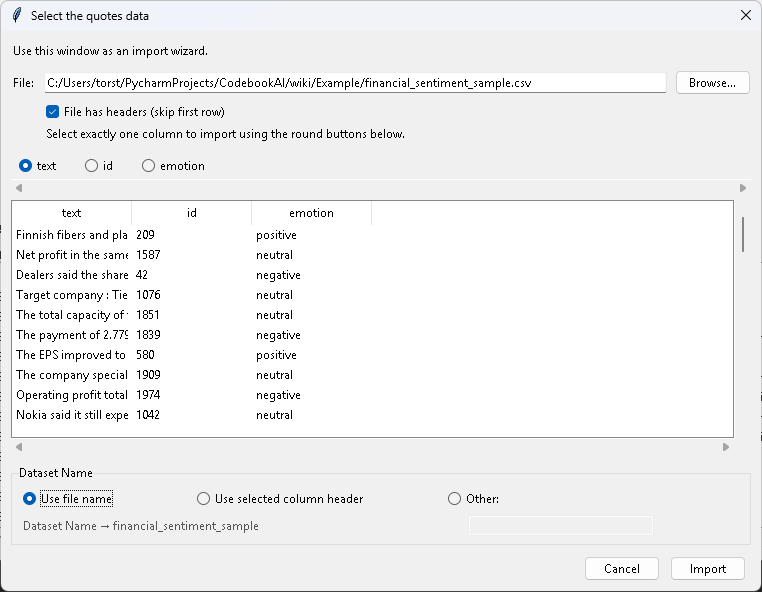 Select the quotes data
Use this window as an import wizard.
File: C:/Users/torst/PycharmProjects/CodebookAI/wiki/Example/financial_sentiment_sample.csv Browse...
File has headers (skip first row)
Select exactly one column to import using the round buttons below.
text id emotion
text id emotion
Finnish fibers and pla 209 positive
Net profit in the same 1587 neutral
Dealers said the share 42 negative
Target company : Tie 1076 neutral
The total capacity of 1851 neutral
The payment of 2.779 1839 negative
The EPS improved to 580 positive
The company special 1909 neutral
Operating profit total 1974 negative
Nokia said it still expe 1042 neutral
Dataset Name
Use file name Use selected column header Other:
Dataset Name → financial_sentiment_sample
Cancel Import